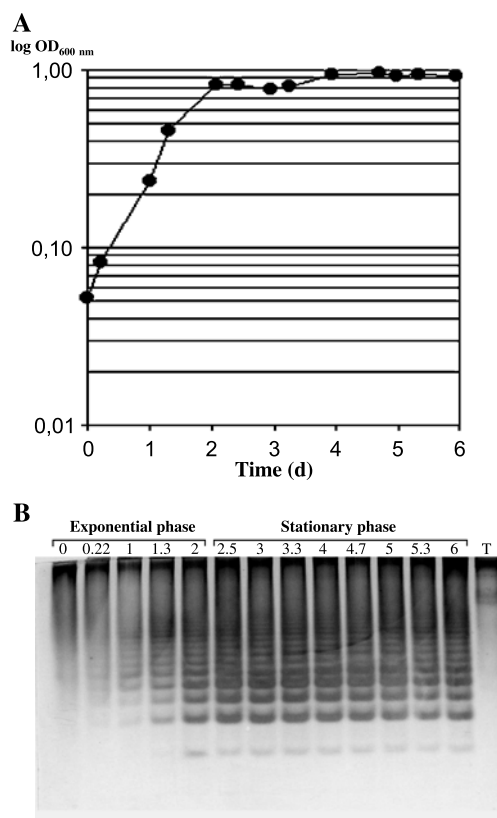 A
log OD600 nm
1,00
0,10
0,01
0 1 2 3 4 5 6
Time (d)
B
Exponential phase Stationary phase
0 0.22 1 1.3 2 2.5 3 3.3 4 4.7 5 5.3 6 T